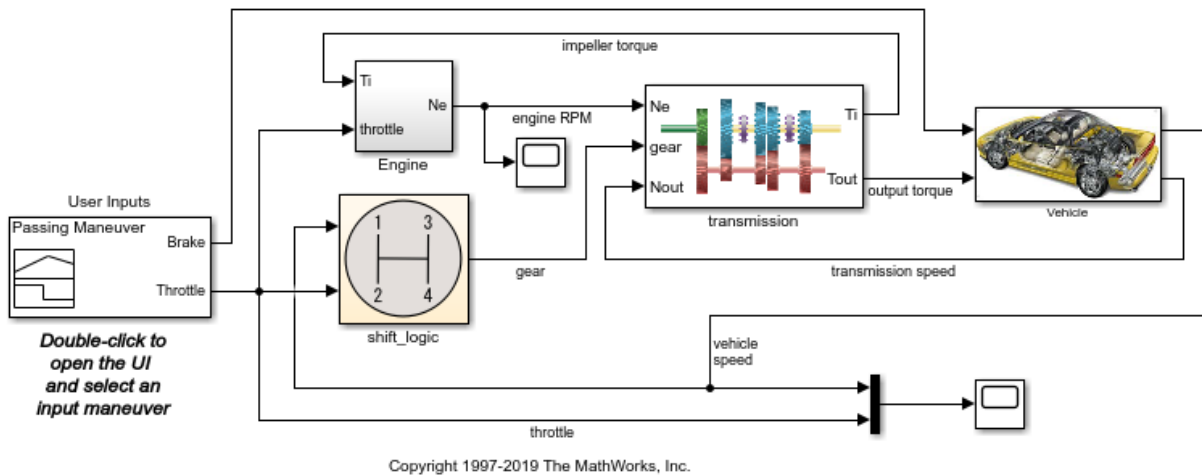 impeller torque
Ti
Ne
throttle
Engine
engine RPM
Ne
gear
Nout
Ti
Tout
transmission
output torque
Vehicle
transmission speed
User Inputs
Passing Maneuver
Brake
Throttle
Double-click to
open the UI
and select an
input maneuver
1 3
2 4
shift_logic
gear
vehicle
speed
throttle
Copyright 1997-2019 The MathWorks, Inc.